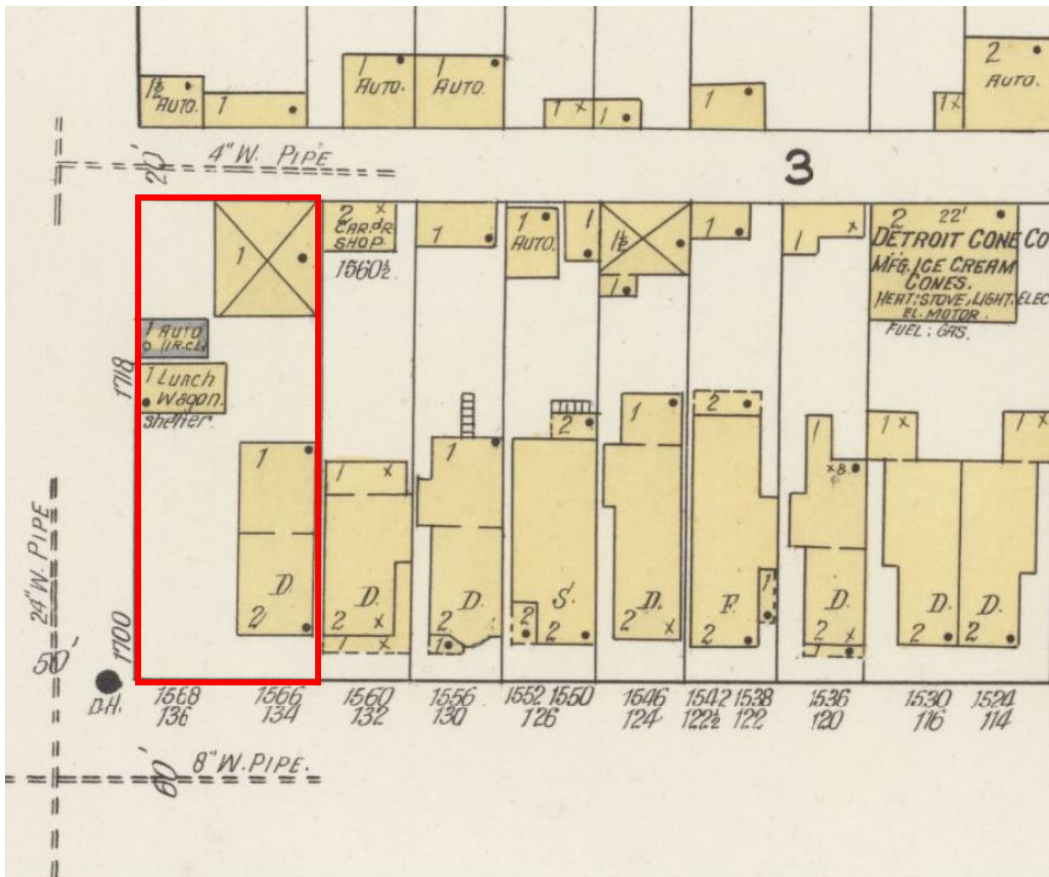 1½ AUTO.
1
1 AUTO.
1 AUTO.
1 x
1
1
1 x
2 AUTO.
4" W. PIPE
20'
3
1
2 x
CAR.P'R
SHOP
1560½
1
1
AUTO.
1
1½
1
1
1 x
2 22'
DETROIT CONE CO
MFG. ICE CREAM
CONES.
HEAT: STOVE, LIGHT: ELEC
EL. MOTOR.
FUEL: GAS.
1 AUTO
1718
1 Lunch
Wagon.
shelter.
1
1 x
1
2
1
2
1
1 x
1 x
24" W. PIPE
50'
1700
D.
2
D.
2 x
1 x
D.
2
1
S.
2
2
D.
2 x
F.
2
1
D.
2 x
1
D.
2
D.
2
D.H.
1568 1566 1560 1556 1552 1550 1546 1542 1538 1536 1530 1524
136 134 132 130 126 124 122½ 122 120 116 114
60'
8" W. PIPE.